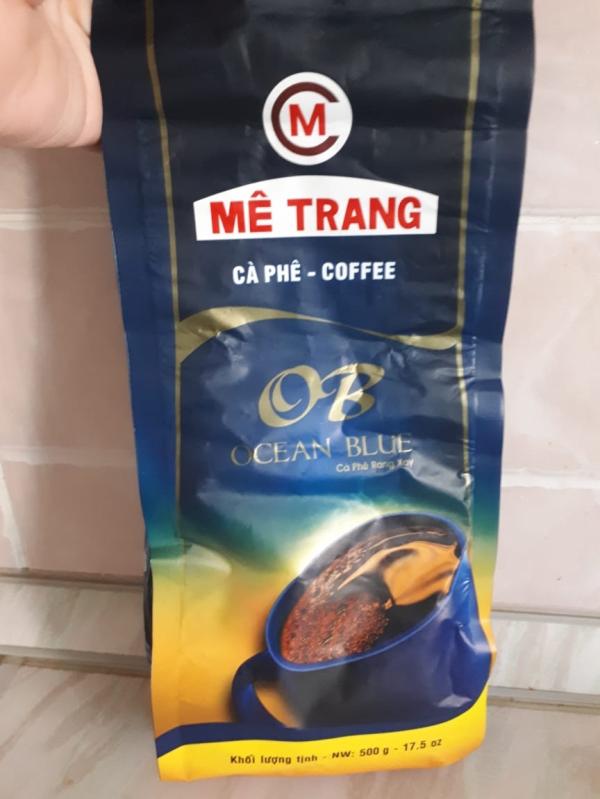 MC
MÊ TRANG
CÀ PHÊ - COFFEE
OB
OCEAN BLUE
Cà Phê Rang Xay
Khối lượng tịnh - NW: 500 g - 17.5 oz